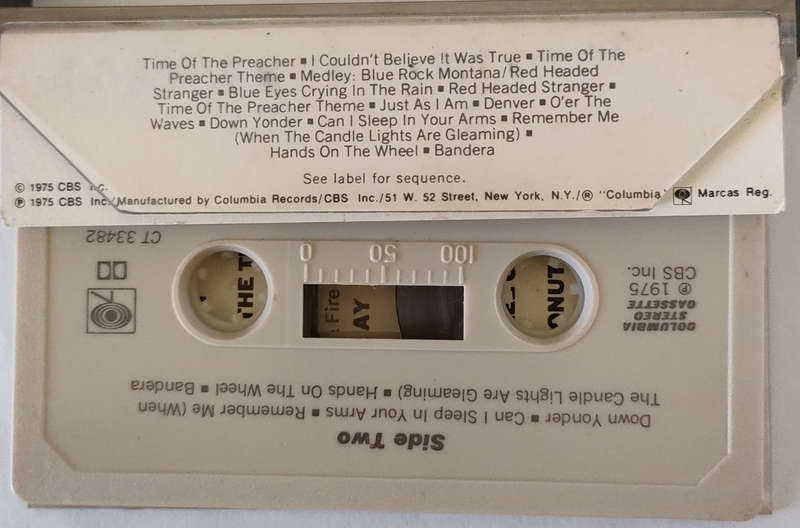 Time Of The Preacher ▪ I Couldn't Believe It Was True ▪ Time Of The
Preacher Theme ▪ Medley: Blue Rock Montana/Red Headed
Stranger ▪ Blue Eyes Crying In The Rain ▪ Red Headed Stranger ▪
Time Of The Preacher Theme ▪ Just As I Am ▪ Denver ▪ O'er The
Waves ▪ Down Yonder ▪ Can I Sleep In Your Arms ▪ Remember Me
(When The Candle Lights Are Gleaming) ▪
Hands On The Wheel ▪ Bandera
See label for sequence.
© 1975 CBS
℗ 1975 CBS Inc./Manufactured by Columbia Records/CBS Inc./51 W. 52 Street, New York, N.Y./® "Columbia" Marcas Reg.
Side Two
Down Yonder ▪ Can I Sleep In Your Arms ▪ Remember Me (When
The Candle Lights Are Gleaming) ▪ Hands On The Wheel ▪ Bandera
COLUMBIA
STEREO
CASSETTE
℗ 1975
CBS Inc.
100 50 0
CT 33482
THE
Fire
AY
ONUT